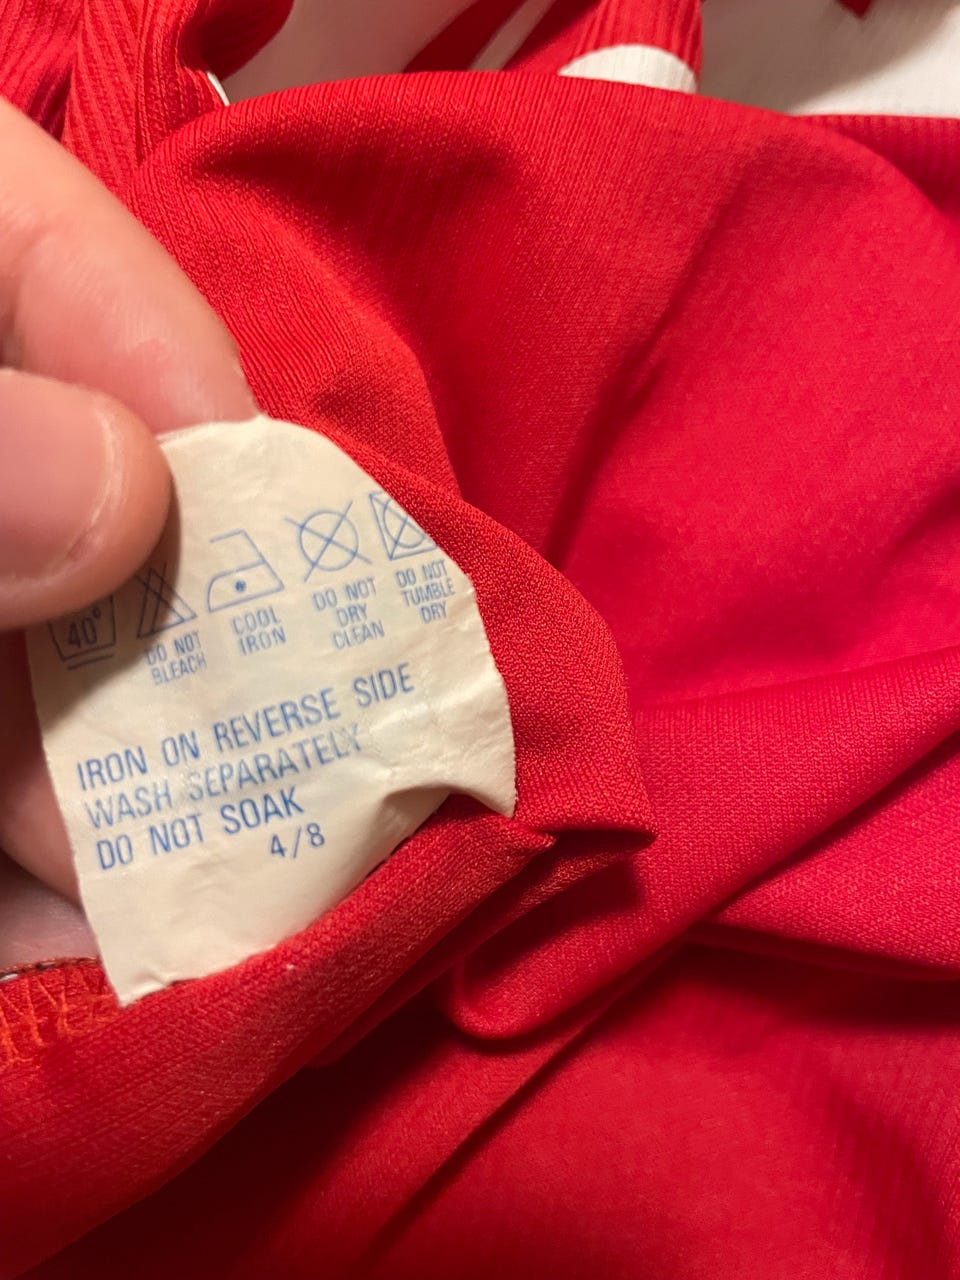 40°
DO NOT
BLEACH
COOL
IRON
DO NOT
DRY
CLEAN
DO NOT
TUMBLE
DRY
IRON ON REVERSE SIDE
WASH SEPARATELY
DO NOT SOAK
4/8